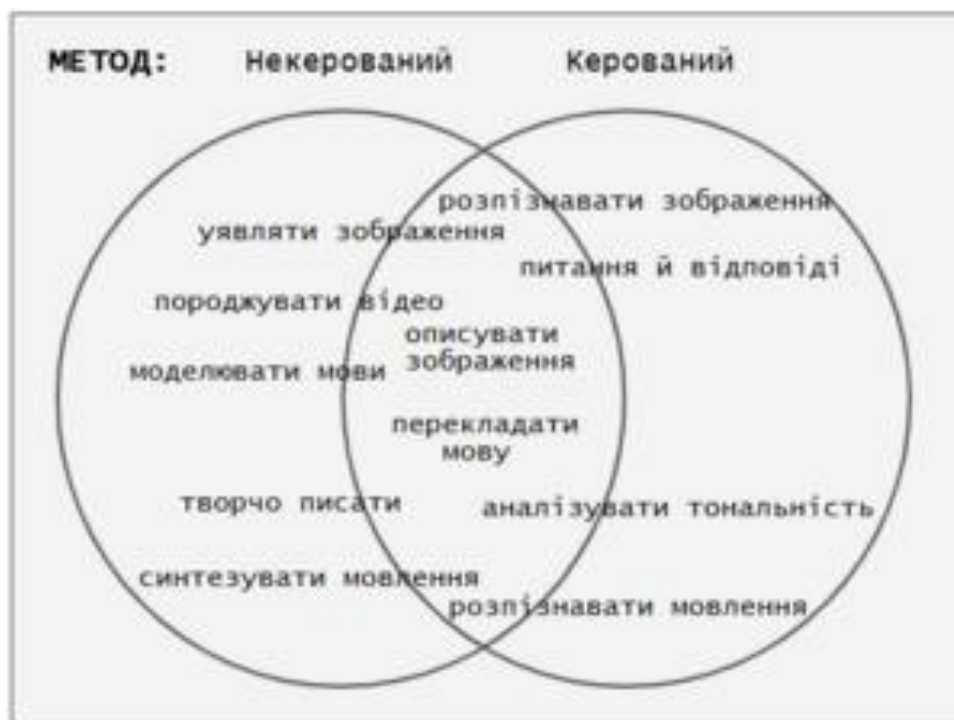 МЕТОД: Некерований Керований
розпізнавати зображення
уявляти зображення
питання й відповіді
породжувати відео
описувати
зображення
моделювати мови
перекладати
мову
творчо писати
аналізувати тональність
синтезувати мовлення
розпізнавати мовлення